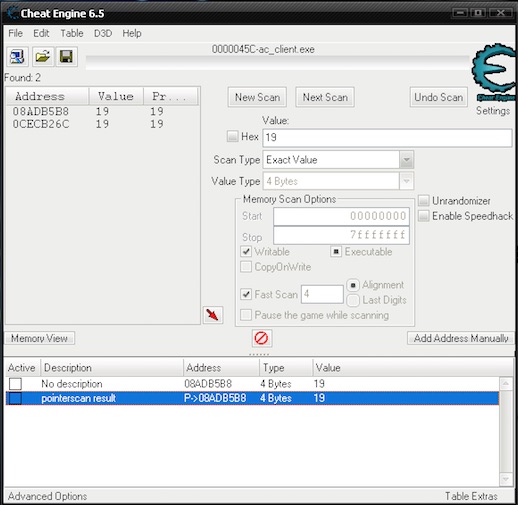 Cheat Engine 6.5
File Edit Table D3D Help
0000045C-ac_client.exe
Found: 2
Address Value Pr...
08ADB5B8 19 19
0CECB26C 19 19
New Scan Next Scan Undo Scan
Cheat Engine
Settings
Value:
Hex 19
Scan Type Exact Value
Value Type 4 Bytes
Memory Scan Options
Unrandomizer
Start 00000000
Enable Speedhack
Stop 7fffffff
Writable Executable
CopyOnWrite
Fast Scan 4 Alignment
Last Digits
Pause the game while scanning
Memory View Add Address Manually
Active Description Address Type Value
No description 08ADB5B8 4 Bytes 19
pointerscan result P->08ADB5B8 4 Bytes 19
Advanced Options Table Extras